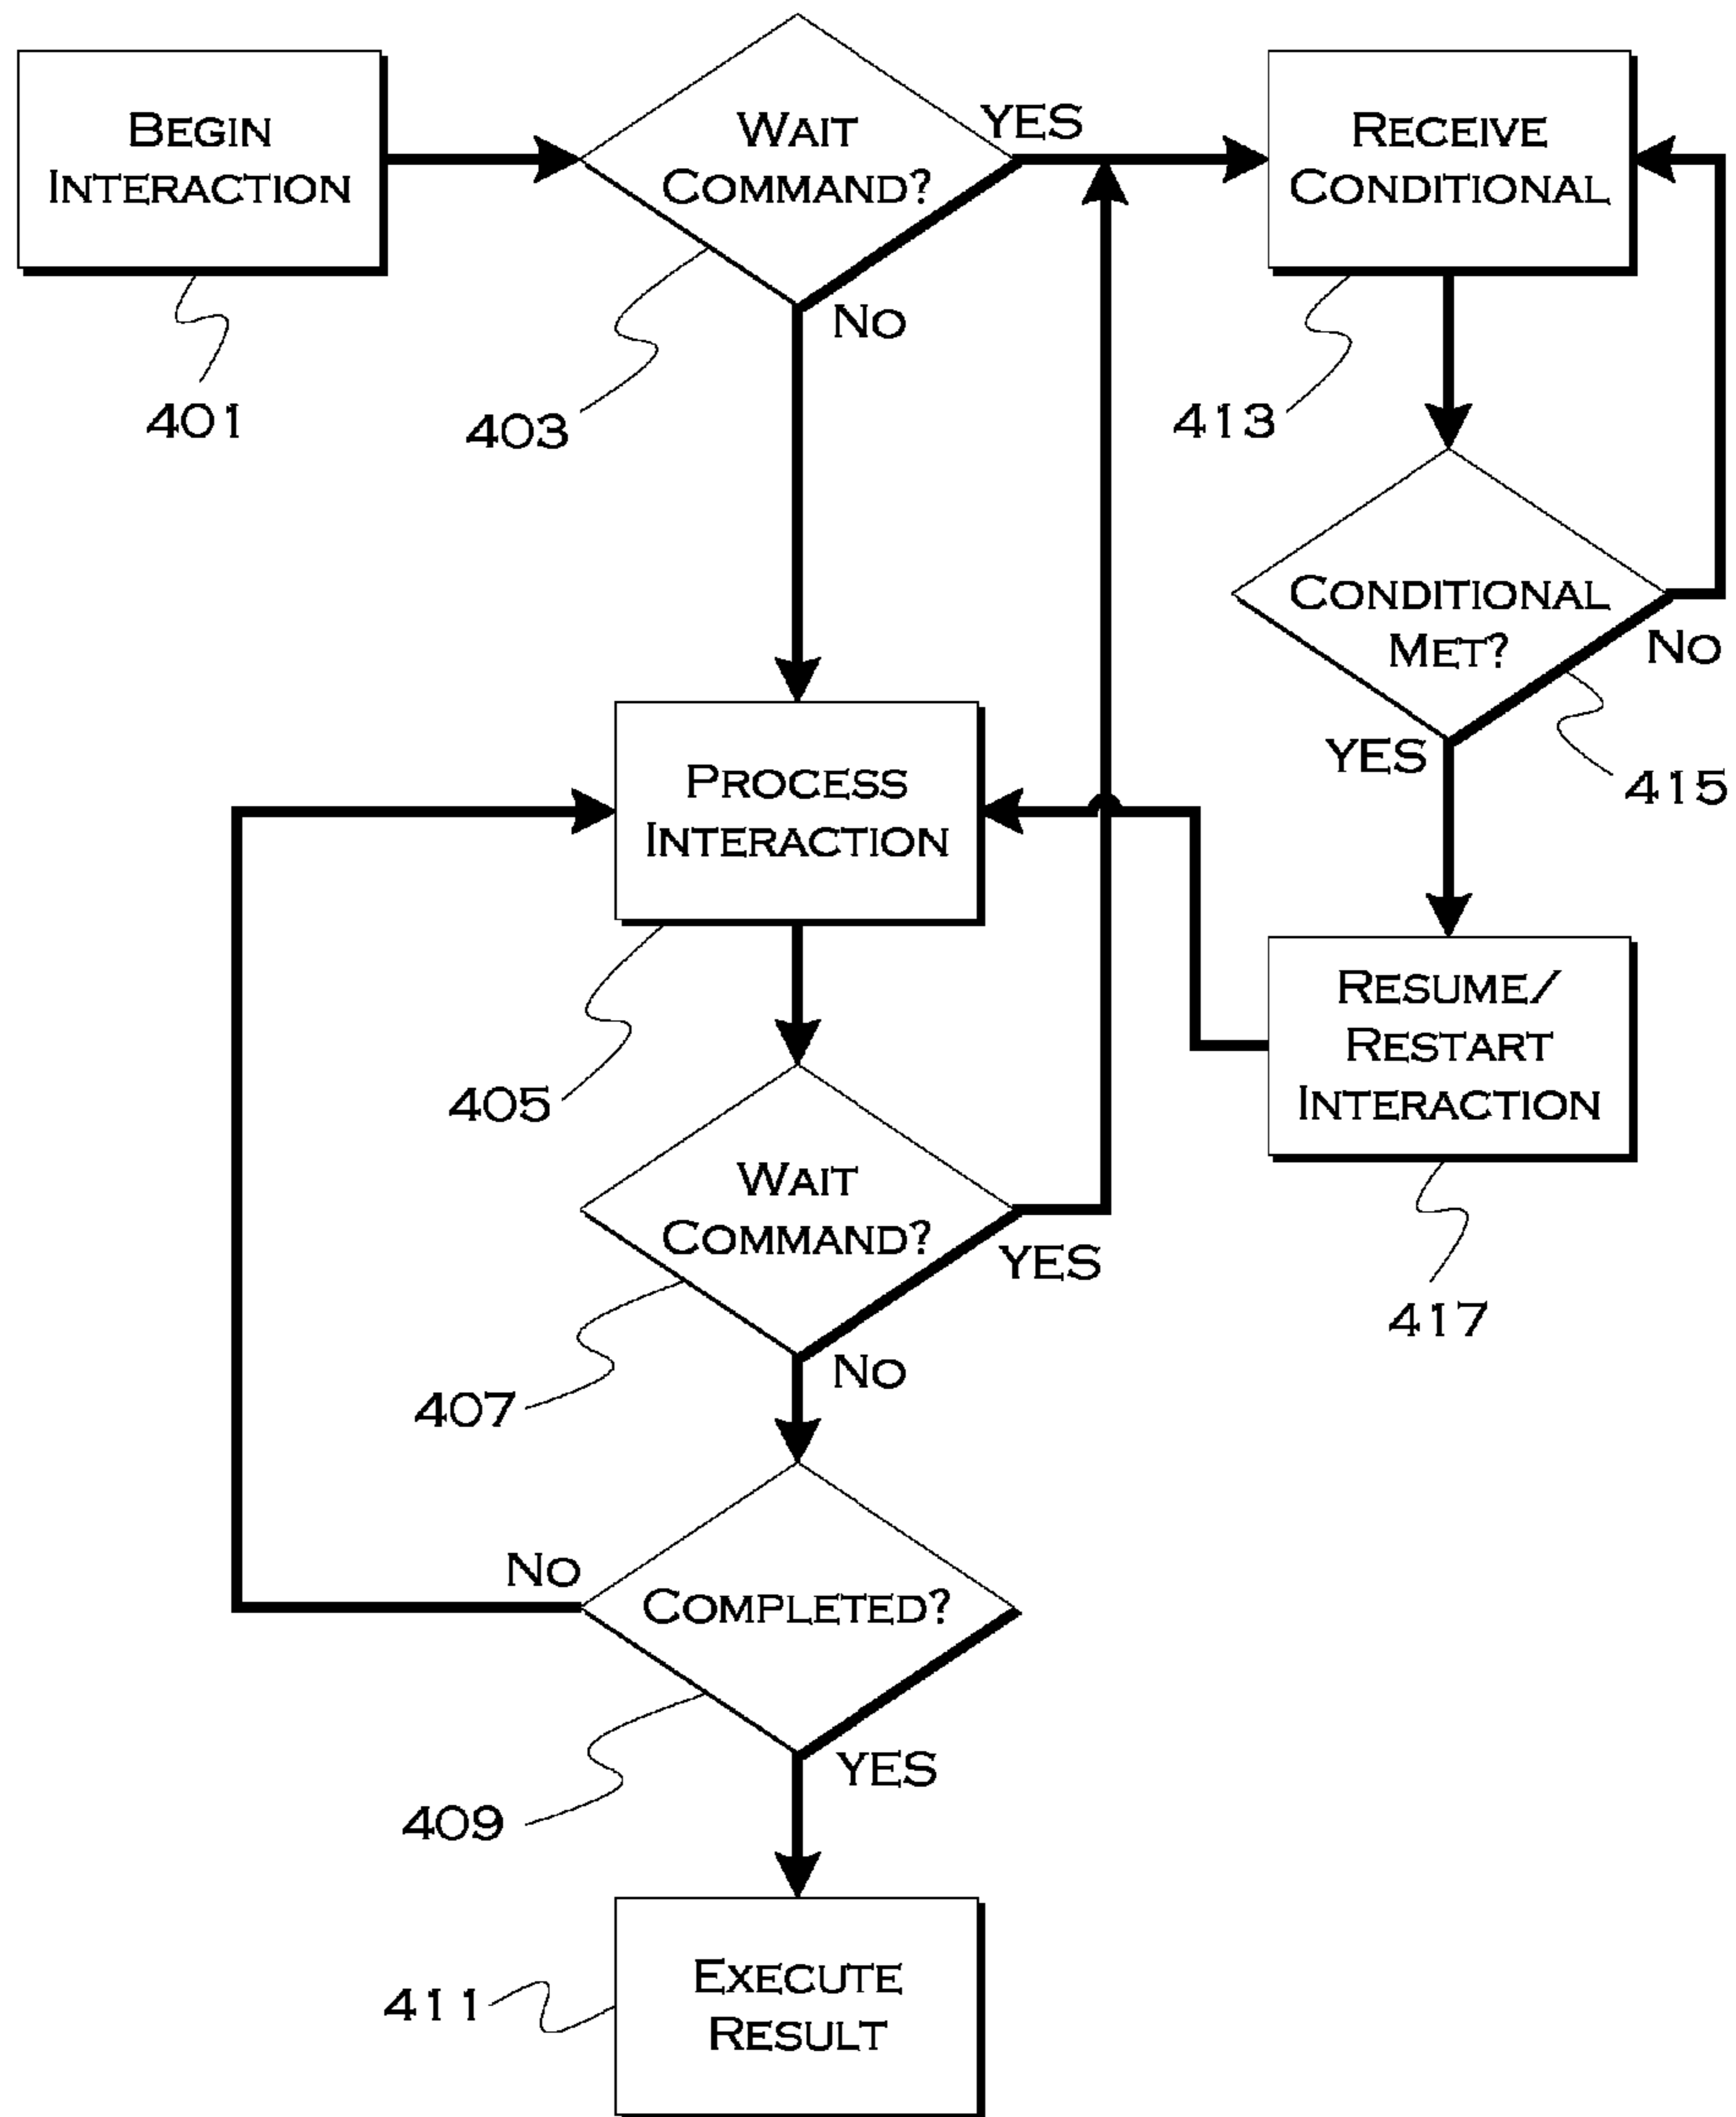 BEGIN
INTERACTION
401
WAIT
COMMAND?
YES
NO
403
RECEIVE
CONDITIONAL
413
CONDITIONAL
MET?
NO
YES
415
PROCESS
INTERACTION
405
RESUME/
RESTART
INTERACTION
417
WAIT
COMMAND?
YES
NO
407
COMPLETED?
NO
YES
409
EXECUTE
RESULT
411